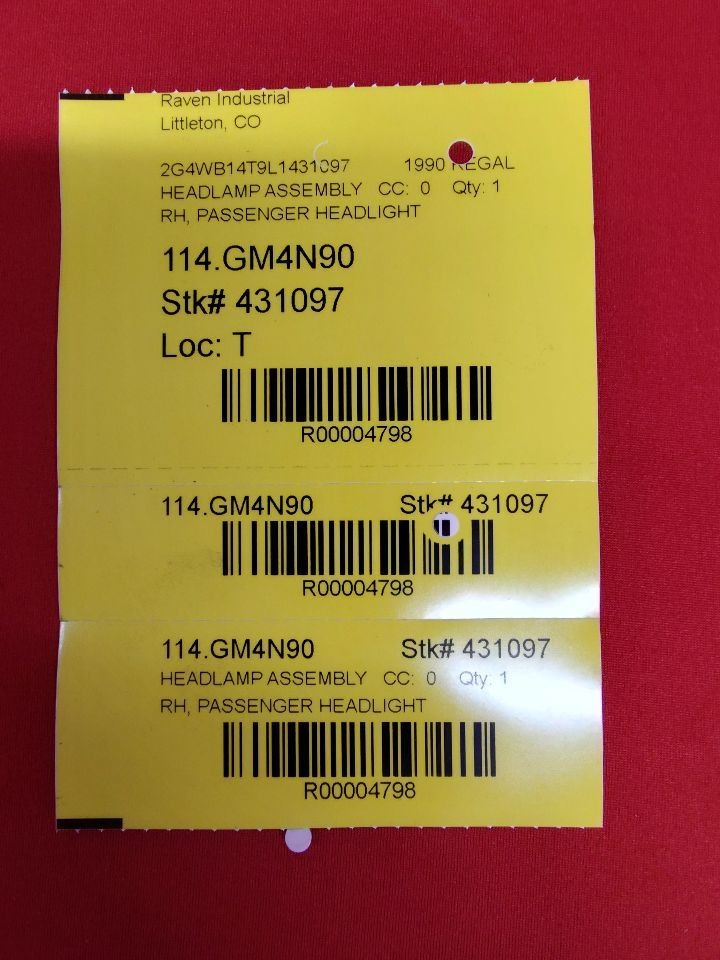 Raven Industrial
Littleton, CO
2G4WB14T9L1431097 1990 REGAL
HEADLAMP ASSEMBLY CC: 0 Qty: 1
RH, PASSENGER HEADLIGHT
114.GM4N90
Stk# 431097
Loc: T
R00004798
114.GM4N90 Stk# 431097
R00004798
114.GM4N90 Stk# 431097
HEADLAMP ASSEMBLY CC: 0 Qty: 1
RH, PASSENGER HEADLIGHT
R00004798